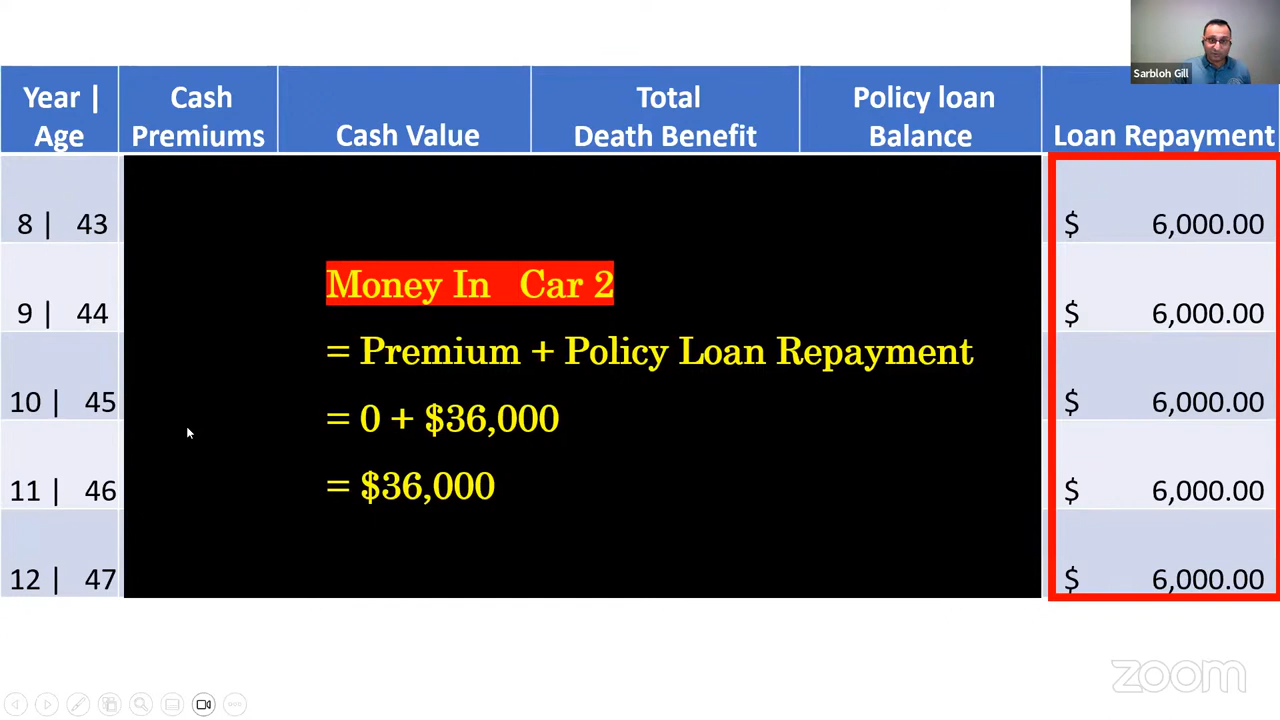 Sarbloh Gill
Year | Age
Cash Premiums
Cash Value
Total Death Benefit
Policy loan Balance
Loan Repayment
8 | 43 $ 6,000.00
9 | 44 $ 6,000.00
10 | 45 $ 6,000.00
11 | 46 $ 6,000.00
12 | 47 $ 6,000.00
Money In Car 2
= Premium + Policy Loan Repayment
= 0 + $36,000
= $36,000
zoom